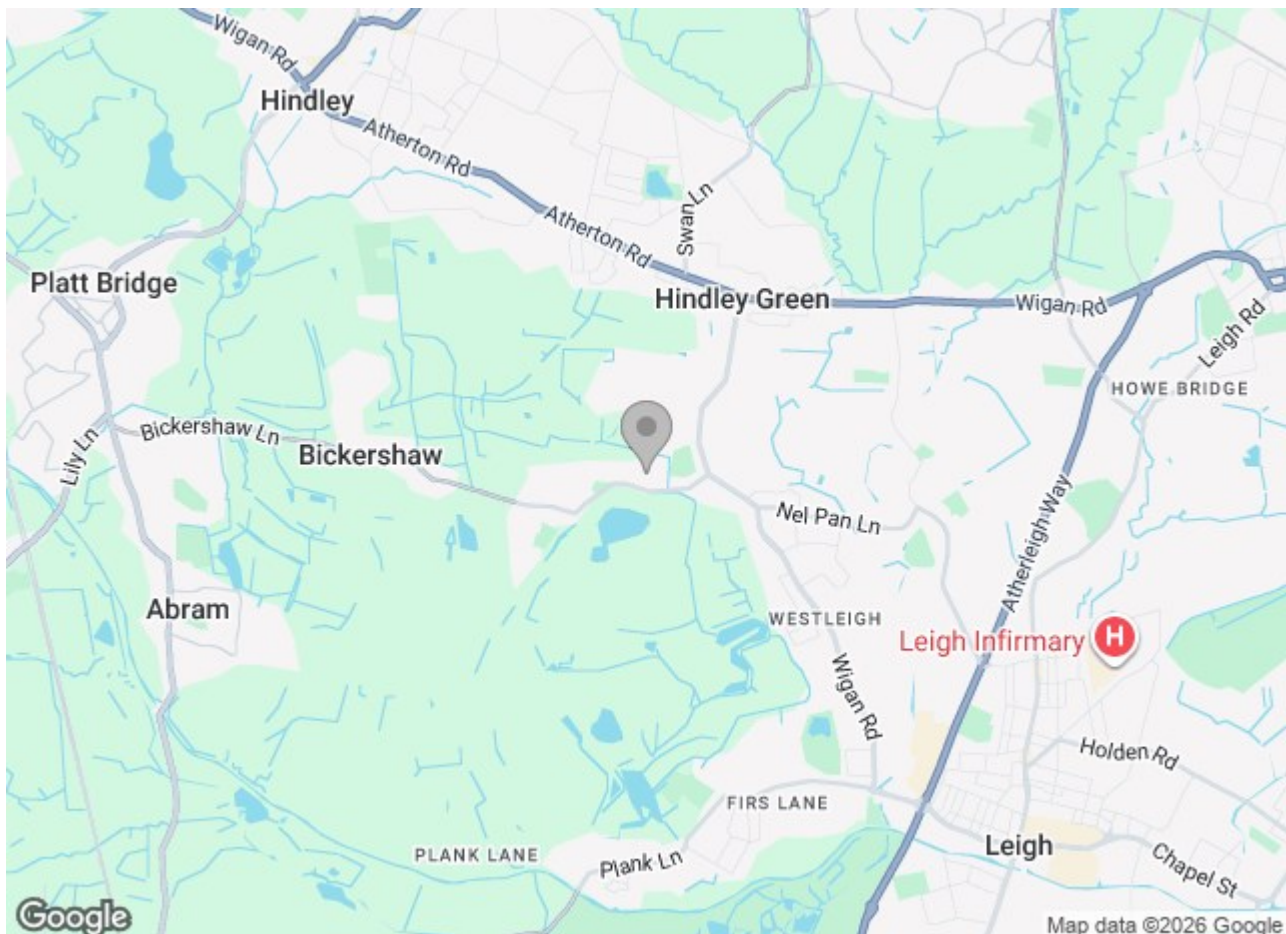 Wigan Rd
Hindley
Atherton Rd
Swan Ln
Atherton Rd
Platt Bridge
Hindley Green
Wigan Rd
Leigh Rd
HOWE BRIDGE
Bickershaw Ln
Lily Ln
Bickershaw
Nel Pan Ln
Atherleigh Way
Abram
WESTLEIGH
Leigh Infirmary
H
Wigan Rd
Holden Rd
FIRS LANE
PLANK LANE
Plank Ln
Leigh
Chapel St
Google
Map data ©2026 Google